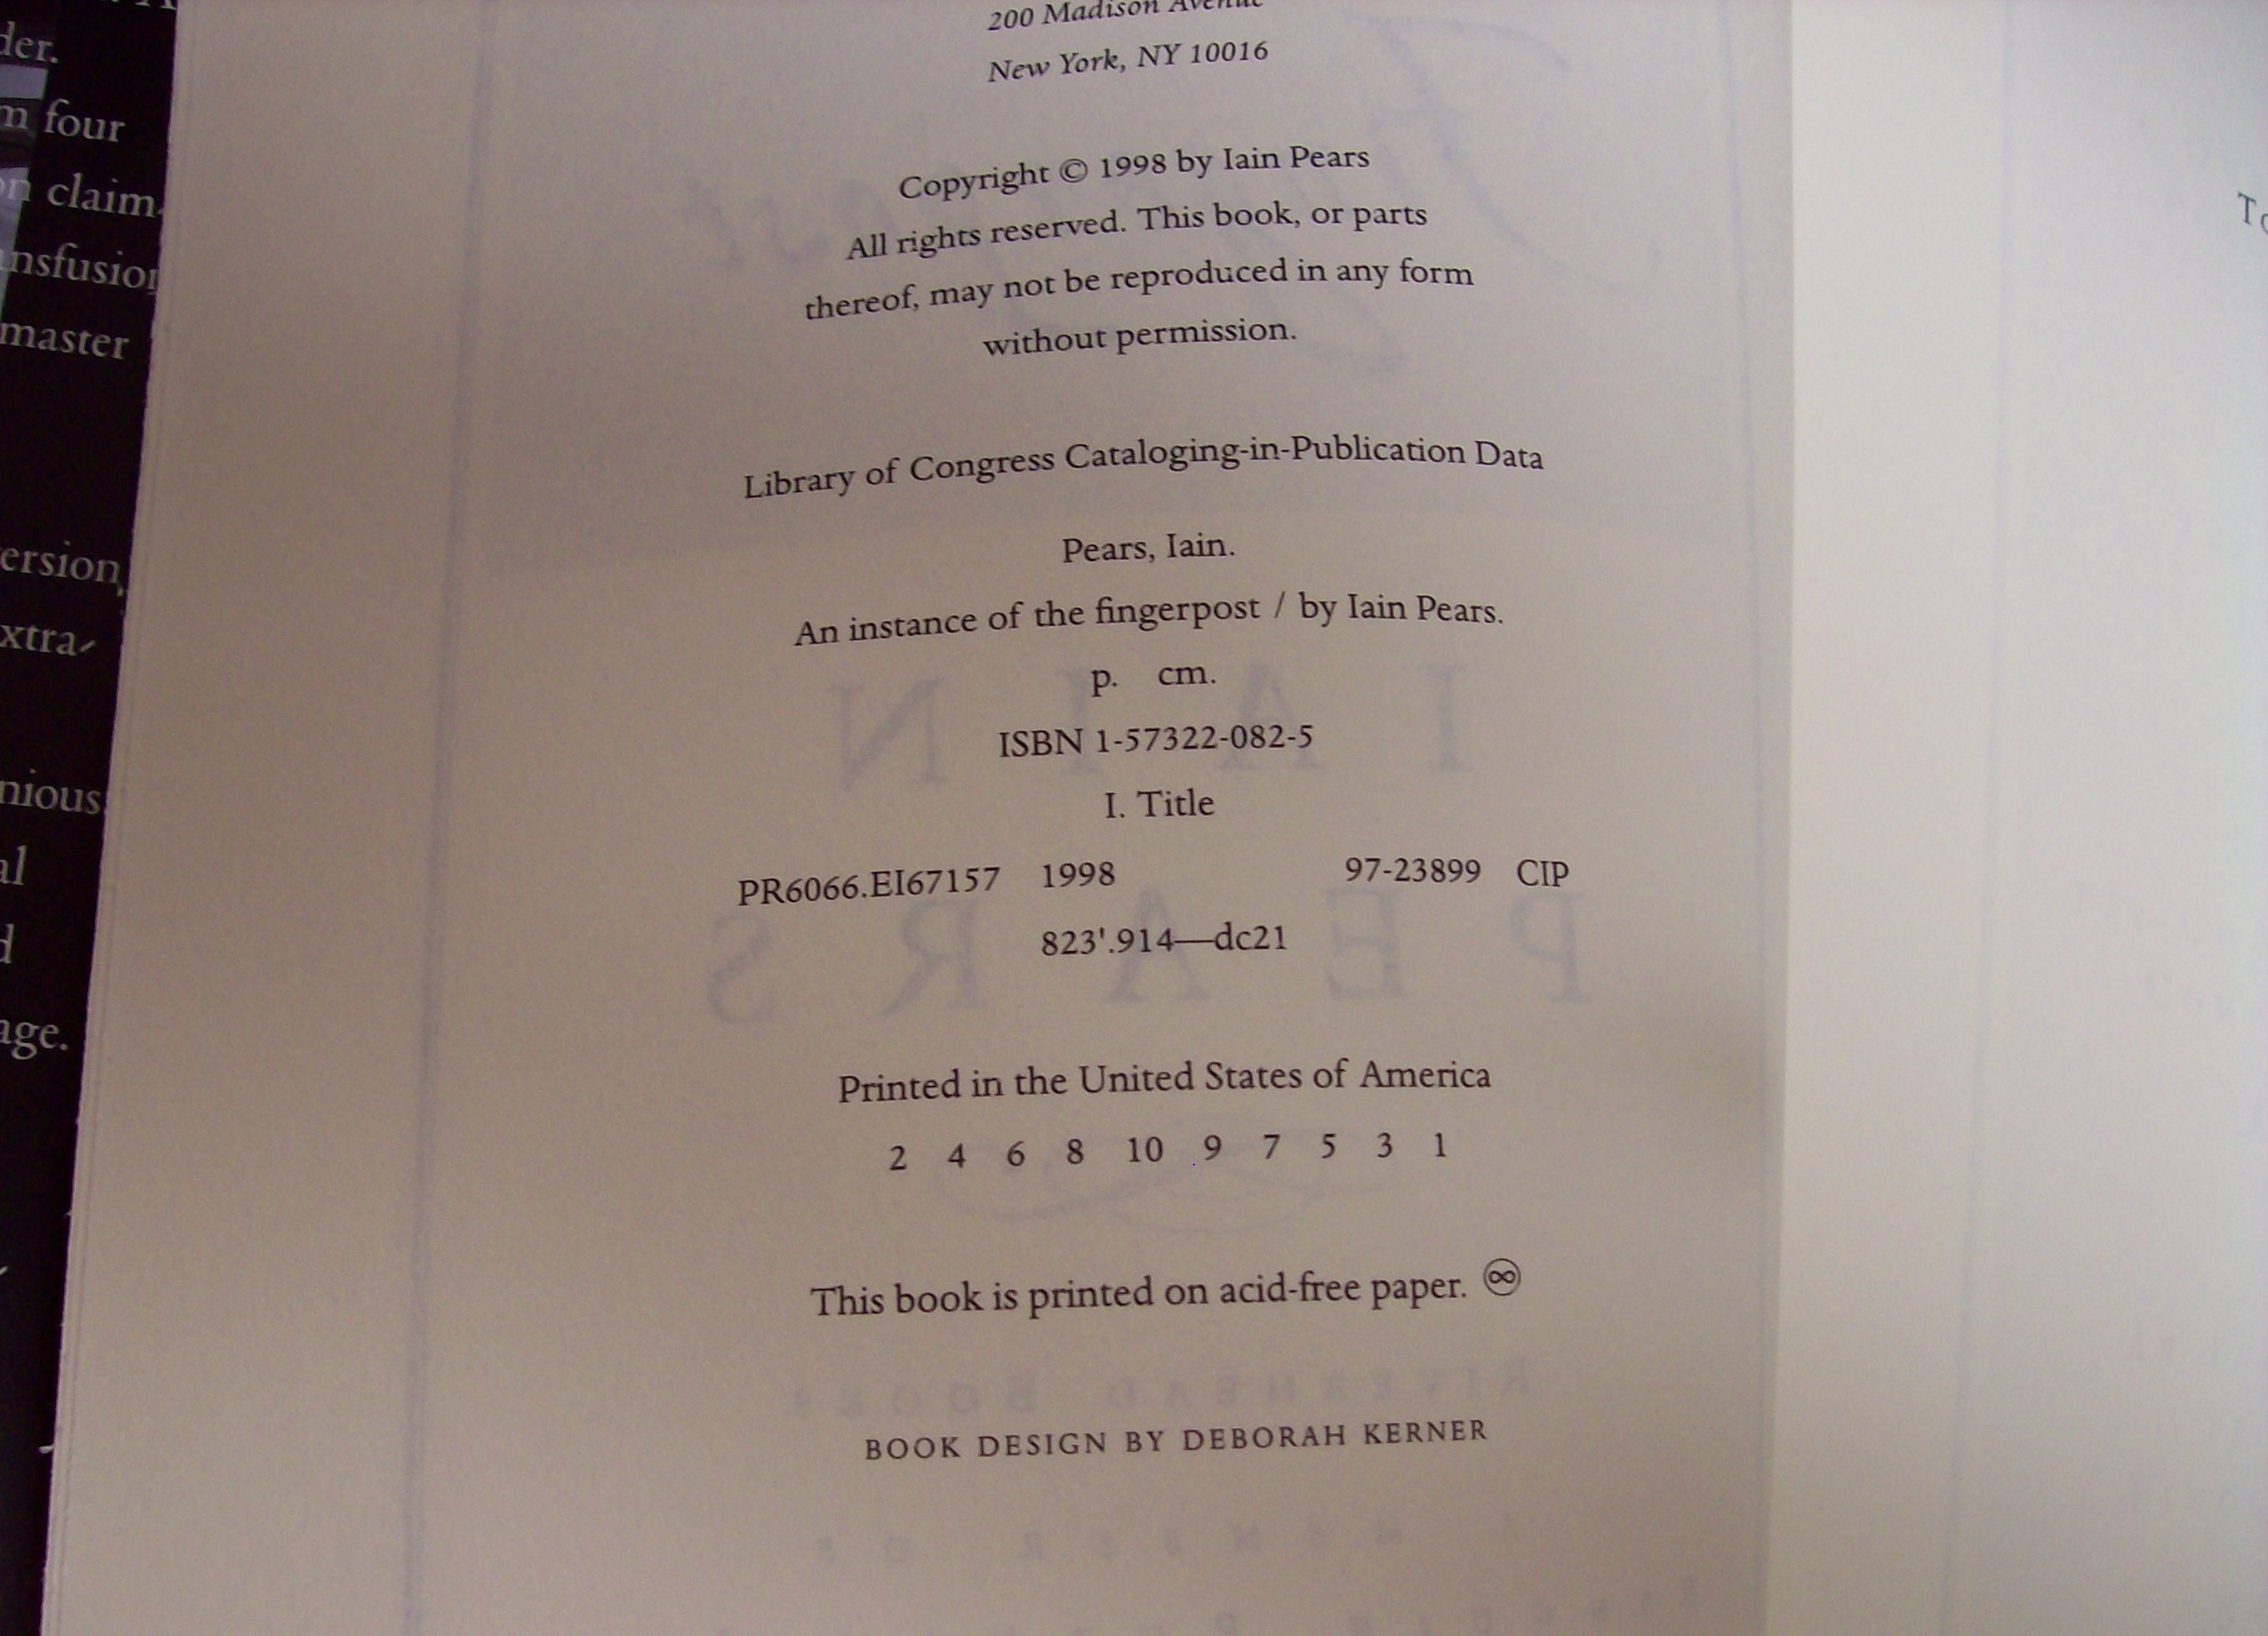 der.
four
claim-
master
xtra-
200 Madison Avenue
New York, NY 10016
Copyright © 1998 by Iain Pears
All rights reserved. This book, or parts
thereof, may not be reproduced in any form
without permission.
Library of Congress Cataloging-in-Publication Data
Pears, Iain.
An instance of the fingerpost / by Iain Pears.
p. cm.
ISBN 1-57322-082-5
I. Title
PR6066.EI67157 1998 97-23899 CIP
823'.914—dc21
Printed in the United States of America
2 4 6 8 10 9 7 5 3 1
This book is printed on acid-free paper. ♾
BOOK DESIGN BY DEBORAH KERNER